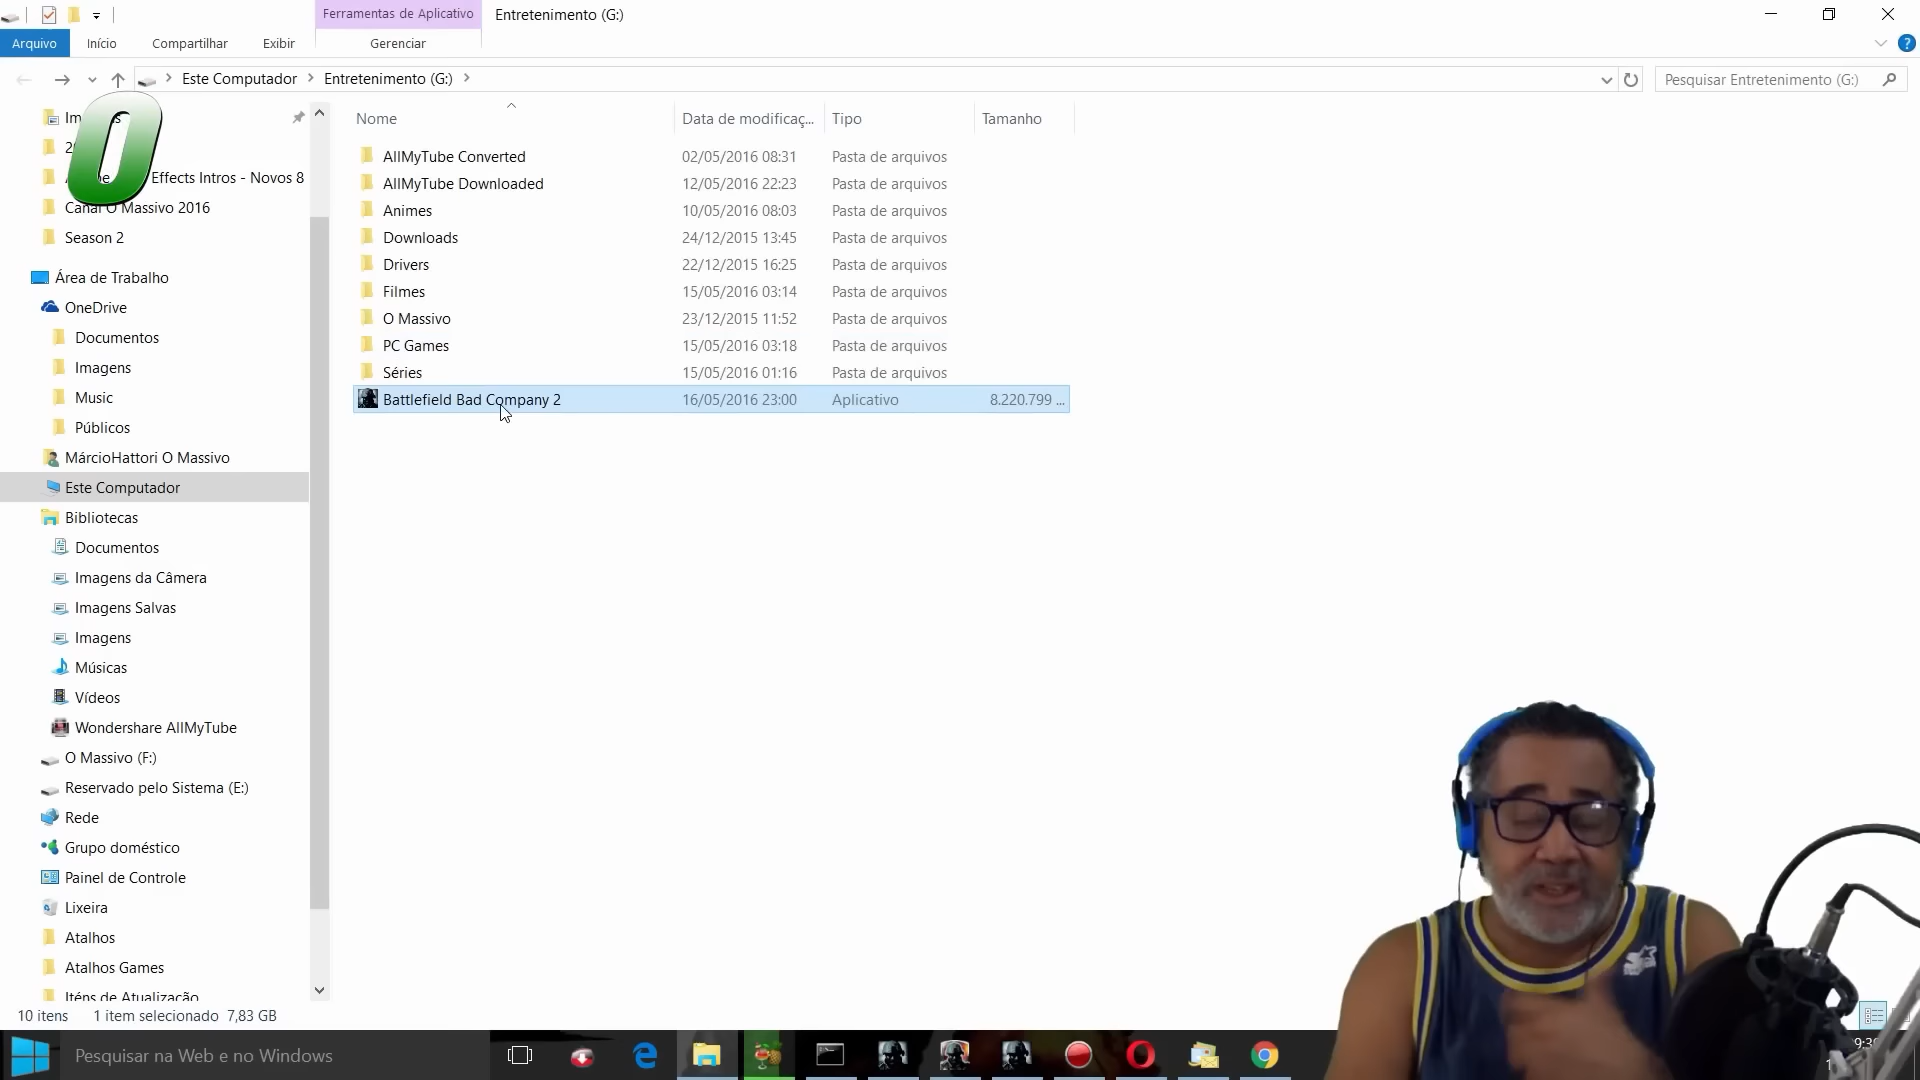 Ferramentas de Aplicativo
Entretenimento (G:)
Arquivo
Início
Compartilhar
Exibir
Gerenciar
?
Este Computador
Entretenimento (G:)
Pesquisar Entretenimento (G:)
O
Effects Intros - Novos 8
Canal O Massivo 2016
Season 2
Área de Trabalho
OneDrive
Documentos
Imagens
Music
Públicos
MárcioHattori O Massivo
Este Computador
Bibliotecas
Documentos
Imagens da Câmera
Imagens Salvas
Imagens
Músicas
Vídeos
Wondershare AllMyTube
O Massivo (F:)
Reservado pelo Sistema (E:)
Rede
Grupo doméstico
Painel de Controle
Lixeira
Atalhos
Atalhos Games
Iténs de Atualização
Nome
Data de modificaç...
Tipo
Tamanho
AllMyTube Converted 02/05/2016 08:31 Pasta de arquivos
AllMyTube Downloaded 12/05/2016 22:23 Pasta de arquivos
Animes 10/05/2016 08:03 Pasta de arquivos
Downloads 24/12/2015 13:45 Pasta de arquivos
Drivers 22/12/2015 16:25 Pasta de arquivos
Filmes 15/05/2016 03:14 Pasta de arquivos
O Massivo 23/12/2015 11:52 Pasta de arquivos
PC Games 15/05/2016 03:18 Pasta de arquivos
Séries 15/05/2016 01:16 Pasta de arquivos
Battlefield Bad Company 2 16/05/2016 23:00 Aplicativo 8.220.799 ...
10 itens
1 item selecionado 7,83 GB
Pesquisar na Web e no Windows